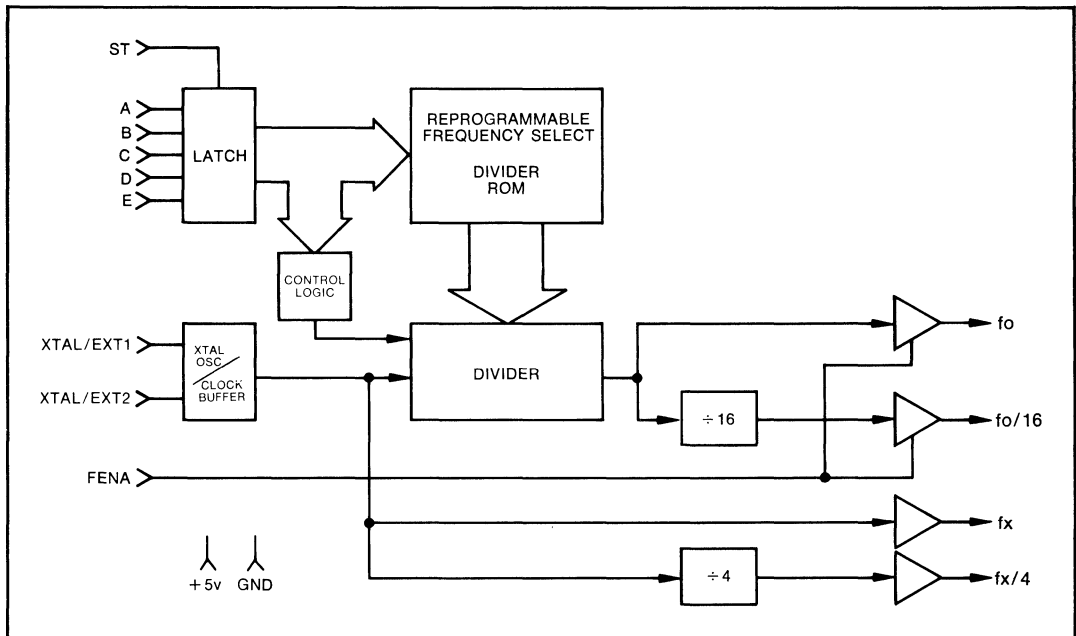 ST
A
B
C
D
E
LATCH
REPROGRAMMABLE
FREQUENCY SELECT
DIVIDER
ROM
CONTROL
LOGIC
XTAL/EXT1
XTAL/EXT2
XTAL
OSC
CLOCK
BUFFER
DIVIDER
fo
÷16
fo/16
FENA
fx
÷4
fx/4
+5v
GND